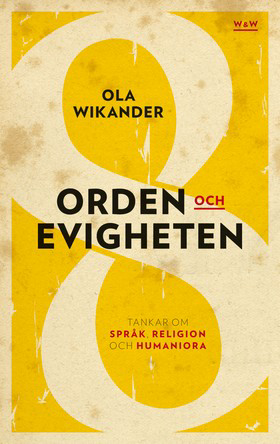 W&W
OLA
WIKANDER
ORDEN OCH
EVIGHETEN
TANKAR OM
SPRÅK, RELIGION
OCH HUMANIORA